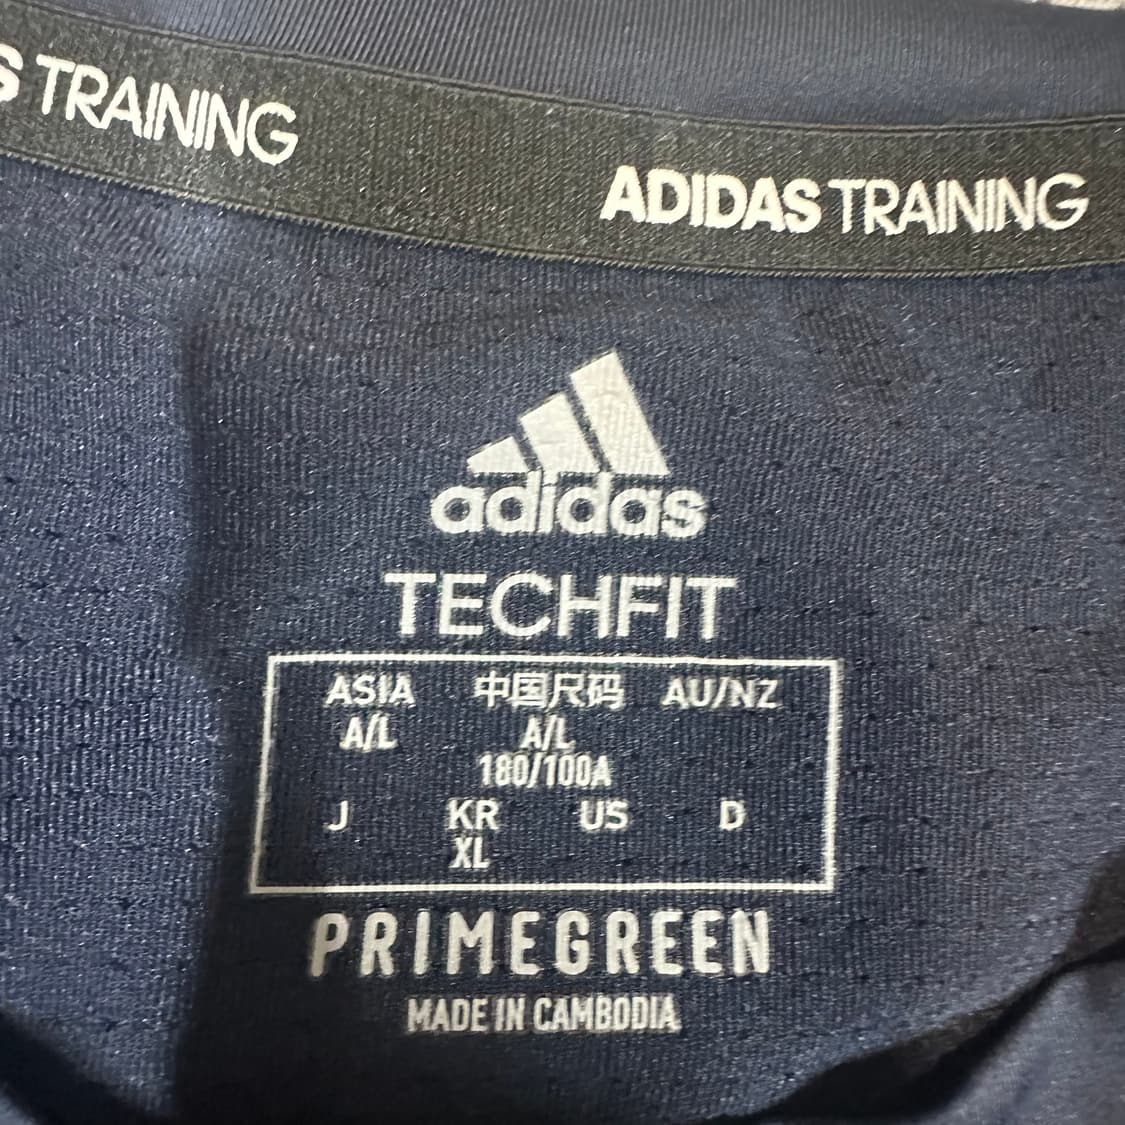 S TRAINING
ADIDAS TRAINING
adidas
TECHFIT
ASIA 中国尺码 AU/NZ
A/L A/L
180/100A
J KR US D
XL
PRIMEGREEN
MADE IN CAMBODIA